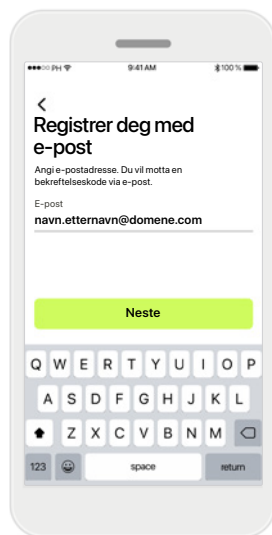 PH 9:41 AM 100 %
Registrer deg med
e-post
Angi e-postadresse. Du vil motta en
bekreftelseskode via e-post.
E-post
navn.etternavn@domene.com
Neste
Q W E R T Y U I O P
A S D F G H J K L
Z X C V B N M
123 space return